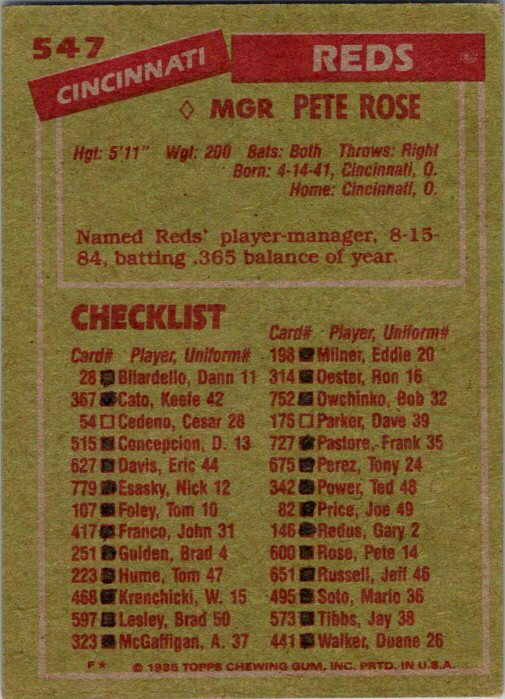 547
CINCINNATI REDS
◊ MGR PETE ROSE
Hgt: 5'11" Wgt: 200 Bats: Both Throws: Right
Born: 4-14-41, Cincinnati, O.
Home: Cincinnati, O.
Named Reds' player-manager, 8-15-
84, batting .365 balance of year.
CHECKLIST
Card# Player, Uniform#
28 Bilardello, Dann 11
367 Cato, Keefe 42
54 Cedeno, Cesar 28
515 Concepcion, D. 13
627 Davis, Eric 44
779 Esasky, Nick 12
107 Foley, Tom 10
417 Franco, John 31
251 Gulden, Brad 4
223 Hume, Tom 47
468 Krenchicki, W. 15
597 Lesley, Brad 50
323 McGaffigan, A. 37
Card# Player, Uniform#
198 Milner, Eddie 20
314 Oester, Ron 16
752 Owchinko, Bob 32
175 Parker, Dave 39
727 Pastore, Frank 35
675 Perez, Tony 24
342 Power, Ted 48
82 Price, Joe 49
146 Redus, Gary 2
600 Rose, Pete 14
651 Russell, Jeff 46
495 Soto, Mario 36
573 Tibbs, Jay 38
441 Walker, Duane 26
F* © 1985 TOPPS CHEWING GUM, INC. PRTD. IN U.S.A.